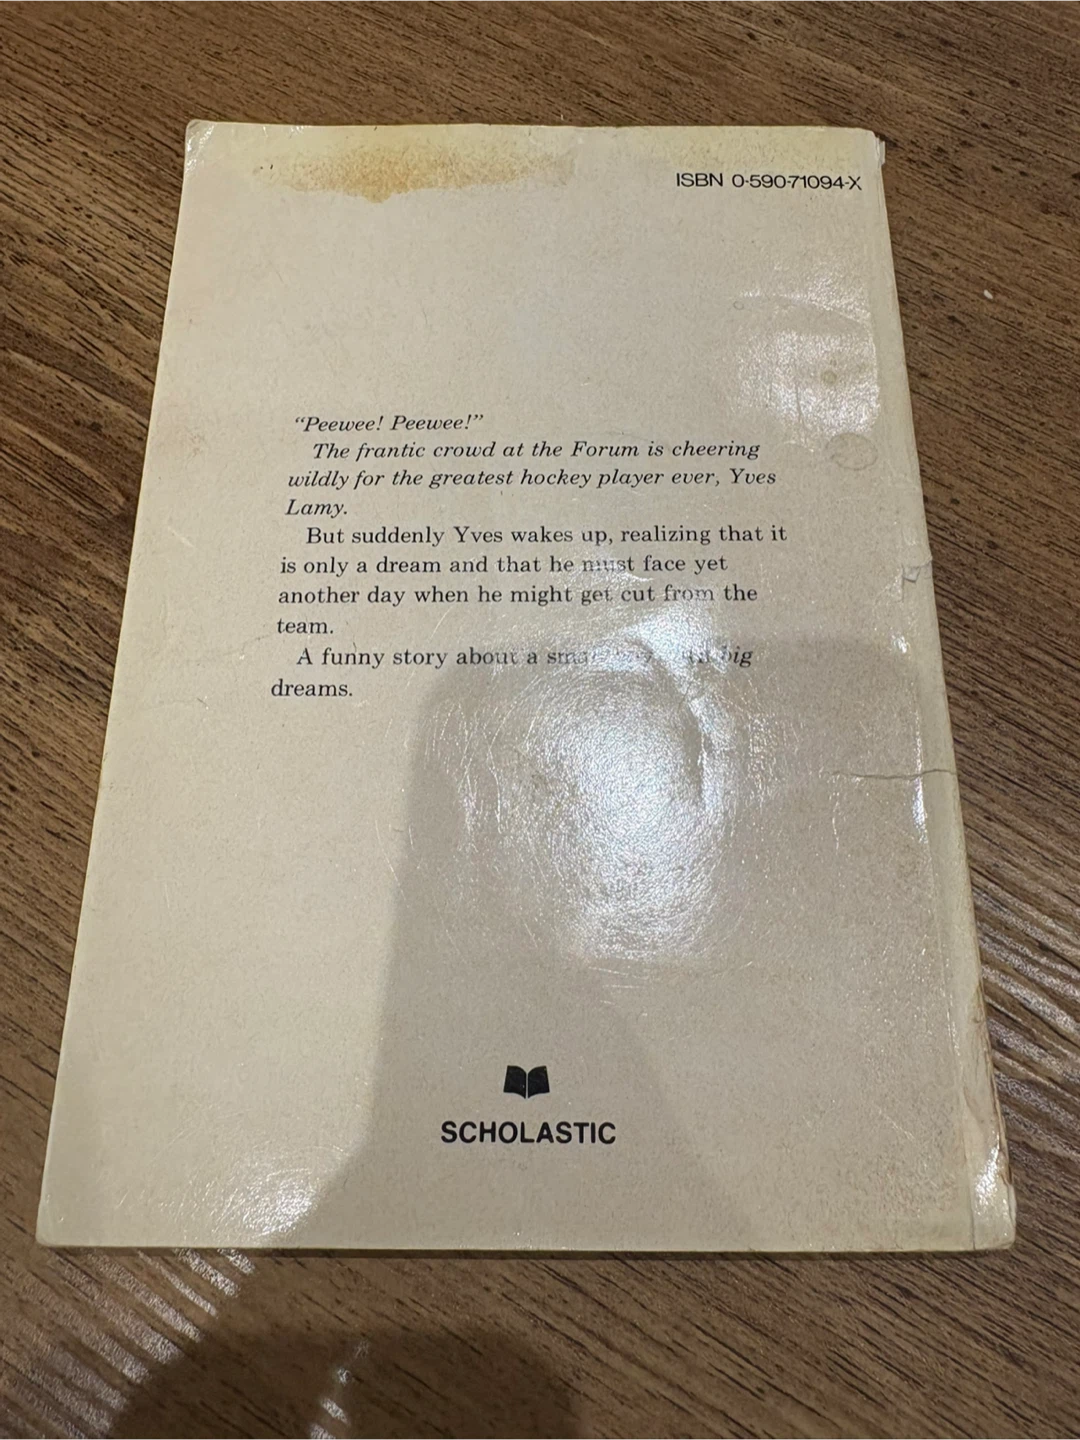 ISBN 0-590-71094-X
“Peewee! Peewee!”
The frantic crowd at the Forum is cheering
wildly for the greatest hockey player ever, Yves
Lamy.
But suddenly Yves wakes up, realizing that it
is only a dream and that he must face yet
another day when he might get cut from the
team.
A funny story about a small big
dreams.
SCHOLASTIC